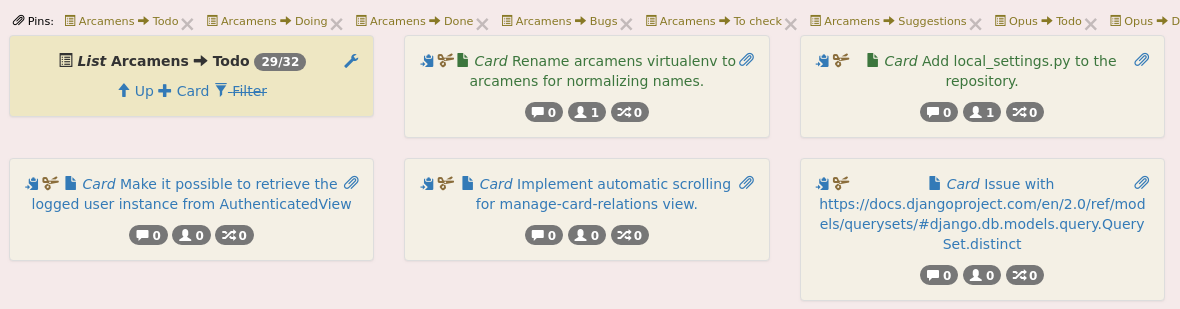 Pins: Arcamens Todo Arcamens Doing Arcamens Done Arcamens Bugs Arcamens To check Arcamens Suggestions Opus Todo Opus D
List Arcamens Todo 29/32
Up Card Filter
Card Rename arcamens virtualenv to
arcamens for normalizing names.
0 1 0
Card Add local_settings.py to the
repository.
0 1 0
Card Make it possible to retrieve the
logged user instance from AuthenticatedView
0 0 0
Card Implement automatic scrolling
for manage-card-relations view.
0 0 0
Card Issue with
https://docs.djangoproject.com/en/2.0/ref/mod
els/querysets/#django.db.models.query.Query
Set.distinct
0 0 0